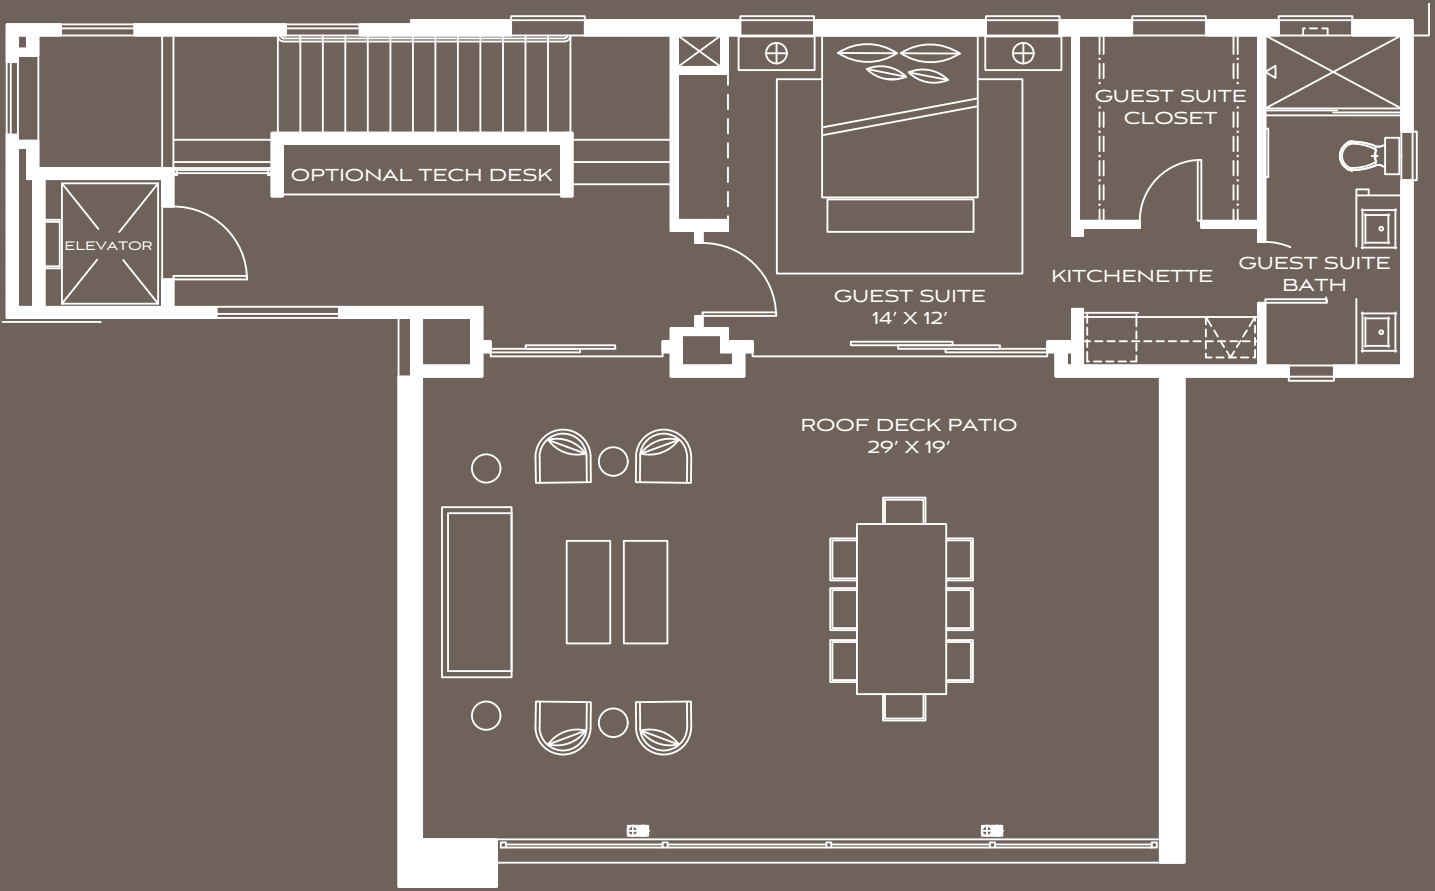 GUEST SUITE
CLOSET
OPTIONAL TECH DESK
ELEVATOR
GUEST SUITE
14' X 12'
KITCHENETTE
GUEST SUITE
BATH
ROOF DECK PATIO
29' X 19'